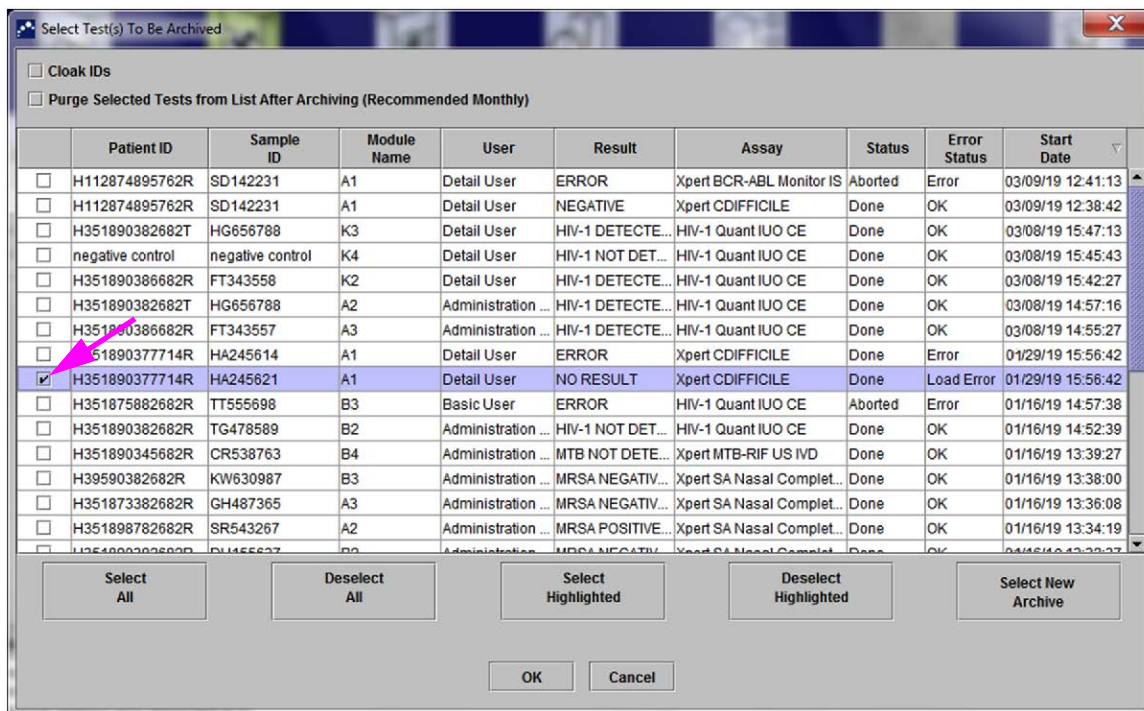 Select Test(s) To Be Archived
Cloak IDs
Purge Selected Tests from List After Archiving (Recommended Monthly)
Patient ID Sample ID Module Name User Result Assay Status Error Status Start Date
H112874895762R SD142231 A1 Detail User ERROR Xpert BCR-ABL Monitor IS Aborted Error 03/09/19 12:41:13
H112874895762R SD142231 A1 Detail User NEGATIVE Xpert CDIFFICILE Done OK 03/09/19 12:38:42
H351890382682T HG656788 K3 Detail User HIV-1 DETECTE... HIV-1 Quant IUO CE Done OK 03/08/19 15:47:13
negative control negative control K4 Detail User HIV-1 NOT DET... HIV-1 Quant IUO CE Done OK 03/08/19 15:45:43
H351890386682R FT343558 K2 Detail User HIV-1 DETECTE... HIV-1 Quant IUO CE Done OK 03/08/19 15:42:27
H351890382682T HG656788 A2 Administration ... HIV-1 DETECTE... HIV-1 Quant IUO CE Done OK 03/08/19 14:57:16
H351890386682R FT343557 A3 Administration ... HIV-1 DETECTE... HIV-1 Quant IUO CE Done OK 03/08/19 14:55:27
H351890377714R HA245614 A1 Detail User ERROR Xpert CDIFFICILE Done Error 01/29/19 15:56:42
H351890377714R HA245621 A1 Detail User NO RESULT Xpert CDIFFICILE Done Load Error 01/29/19 15:56:42
H351875882682R TT555698 B3 Basic User ERROR HIV-1 Quant IUO CE Aborted Error 01/16/19 14:57:38
H351890382682R TG478589 B2 Administration ... HIV-1 NOT DET... HIV-1 Quant IUO CE Done OK 01/16/19 14:52:39
H351890345682R CR538763 B4 Administration ... MTB NOT DETE... Xpert MTB-RIF US IVD Done OK 01/16/19 13:39:27
H39590382682R KW630987 B3 Administration ... MRSA NEGATIV... Xpert SA Nasal Complet... Done OK 01/16/19 13:38:00
H351873382682R GH487365 A3 Administration ... MRSA NEGATIV... Xpert SA Nasal Complet... Done OK 01/16/19 13:36:08
H351898782682R SR543267 A2 Administration ... MRSA POSITIVE... Xpert SA Nasal Complet... Done OK 01/16/19 13:34:19
Select All Deselect All Select Highlighted Deselect Highlighted Select New Archive
OK Cancel